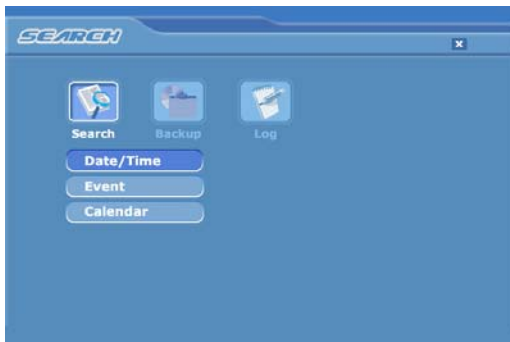 SEARCH
Search Backup Log
Date/Time
Event
Calendar